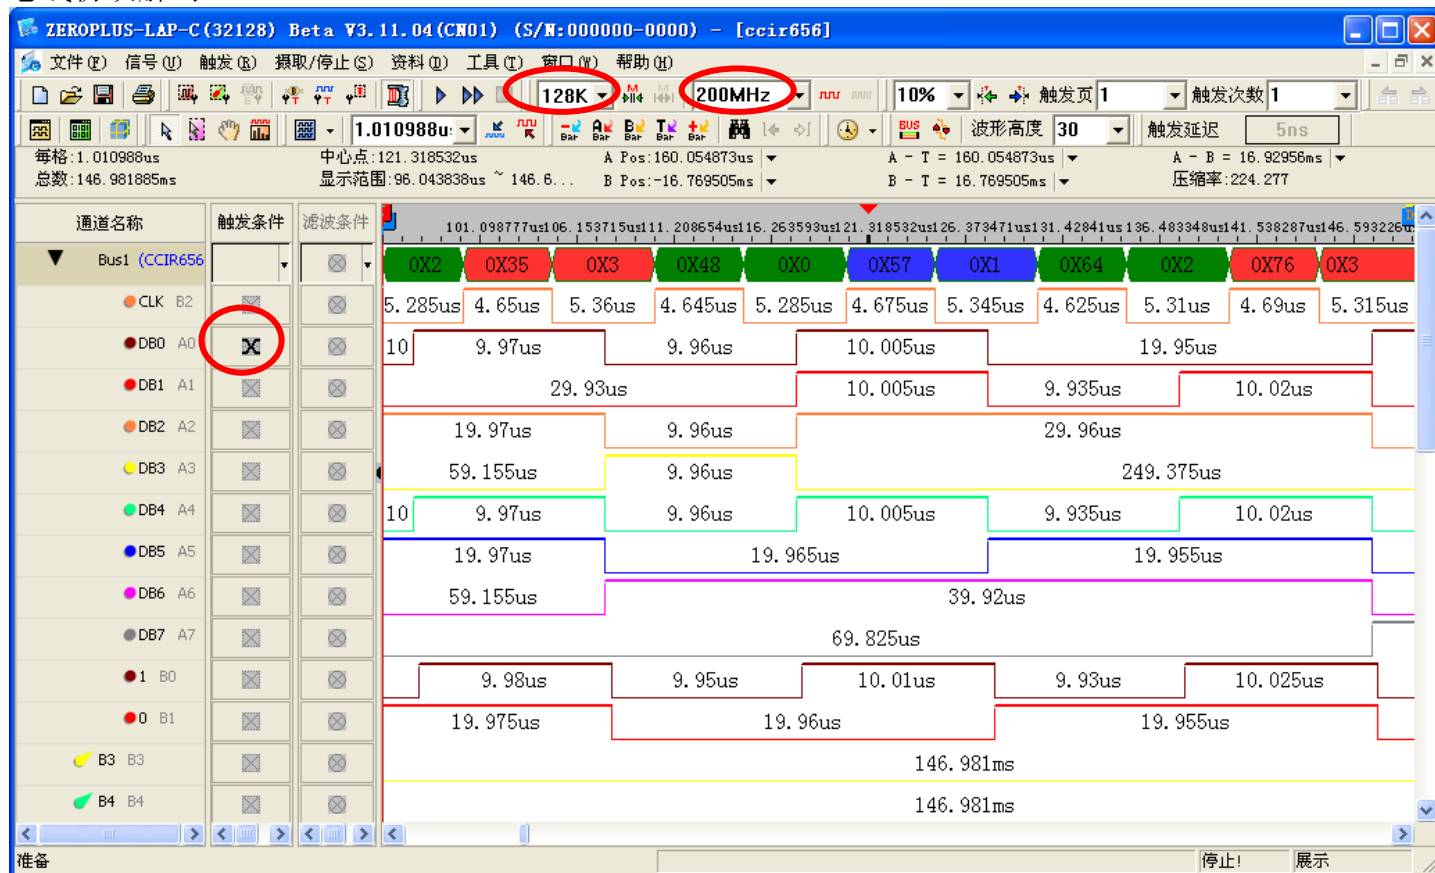 ZEROPLUS-LAP-C(32128) Beta V3.11.04(CN01) (S/N:000000-0000) - [ccir656]
文件(F) 信号(U) 触发(R) 摄取/停止(S) 资料(D) 工具(T) 窗口(W) 帮助(H)
128K 200MHz 10% 触发页 1 触发次数 1
1.010988u: Bar Bar Bar Bar Bar BUS 波形高度 30 触发延迟 5ns
每格:1.010988us 中心点:121.318532us A Pos:160.054873us A - T = 160.054873us A - B = 16.92956ms
总数:146.981885ms 显示范围:96.043838us ~ 146.6... B Pos:-16.769505ms B - T = 16.769505ms 压缩率:224.277
通道名称 触发条件 滤波条件 101.098777us 106.153715us 111.208654us 116.263593us 121.318532us 126.373471us 131.42841us 136.483348us 141.538287us 146.593226u
Bus1 (CCIR656 0X2 0X35 0X3 0X48 0X0 0X57 0X1 0X64 0X2 0X76 0X3
CLK B2 5.285us 4.65us 5.36us 4.645us 5.285us 4.675us 5.345us 4.625us 5.31us 4.69us 5.315us
DB0 A0 10 9.97us 9.96us 10.005us 19.95us
DB1 A1 29.93us 10.005us 9.935us 10.02us
DB2 A2 19.97us 9.96us 29.96us
DB3 A3 59.155us 9.96us 249.375us
DB4 A4 10 9.97us 9.96us 10.005us 9.935us 10.02us
DB5 A5 19.97us 19.965us 19.955us
DB6 A6 59.155us 39.92us
DB7 A7 69.825us
1 B0 9.98us 9.95us 10.01us 9.93us 10.025us
0 B1 19.975us 19.96us 19.955us
B3 B3 146.981ms
B4 B4 146.981ms
准备 停止! 展示